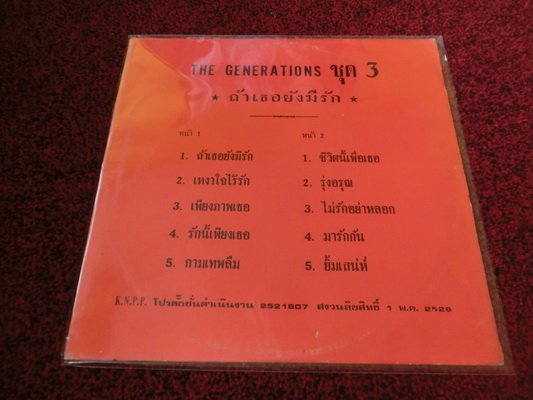 THE GENERATIONS ชุด 3
★ ถ้าเธอยังมีรัก ★
หน้า 1
1. ถ้าเธอยังมีรัก
2. เหงาใจไร้รัก
3. เพียงภาพเธอ
4. รักนี้เพียงเธอ
5. กามเทพลืม
หน้า 2
1. ชีวิตนี้เพื่อเธอ
2. รุ่งอรุณ
3. ไม่รักอย่าหลอก
4. มารักกัน
5. ยิ้มเสน่ห์
K.N.P.P. โปรดั๊กชั่นดำเนินงาน 2521607 สงวนลิขสิทธิ์ 1 พ.ค. 2526